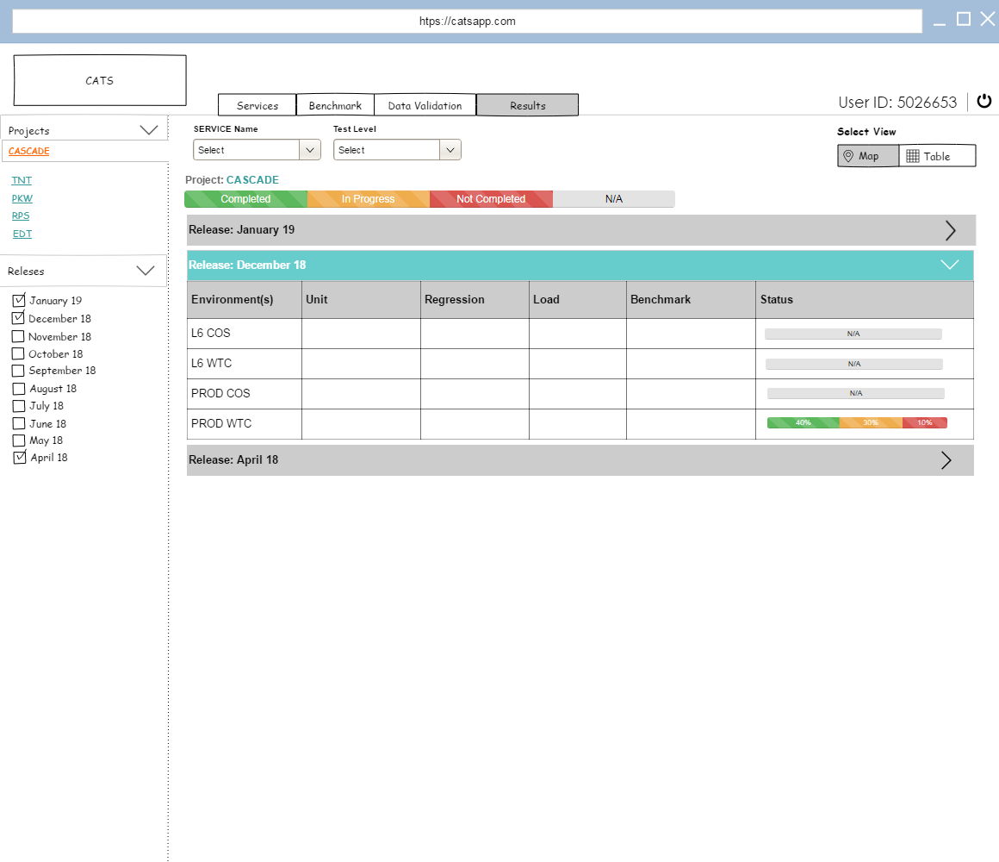 htps://catsapp.com
CATS
Services Benchmark Data Validation Results
User ID: 5026653
Projects
CASCADE
TNT
PKW
RPS
EDT
Releses
January 19
December 18
November 18
October 18
September 18
August 18
July 18
June 18
May 18
April 18
SERVICE Name Test Level
Select Select
Select View
Map Table
Project: CASCADE
Completed In Progress Not Completed N/A
Release: January 19
Release: December 18
Environment(s) Unit Regression Load Benchmark Status
L6 COS N/A
L6 WTC N/A
PROD COS N/A
PROD WTC 40% 30% 10%
Release: April 18